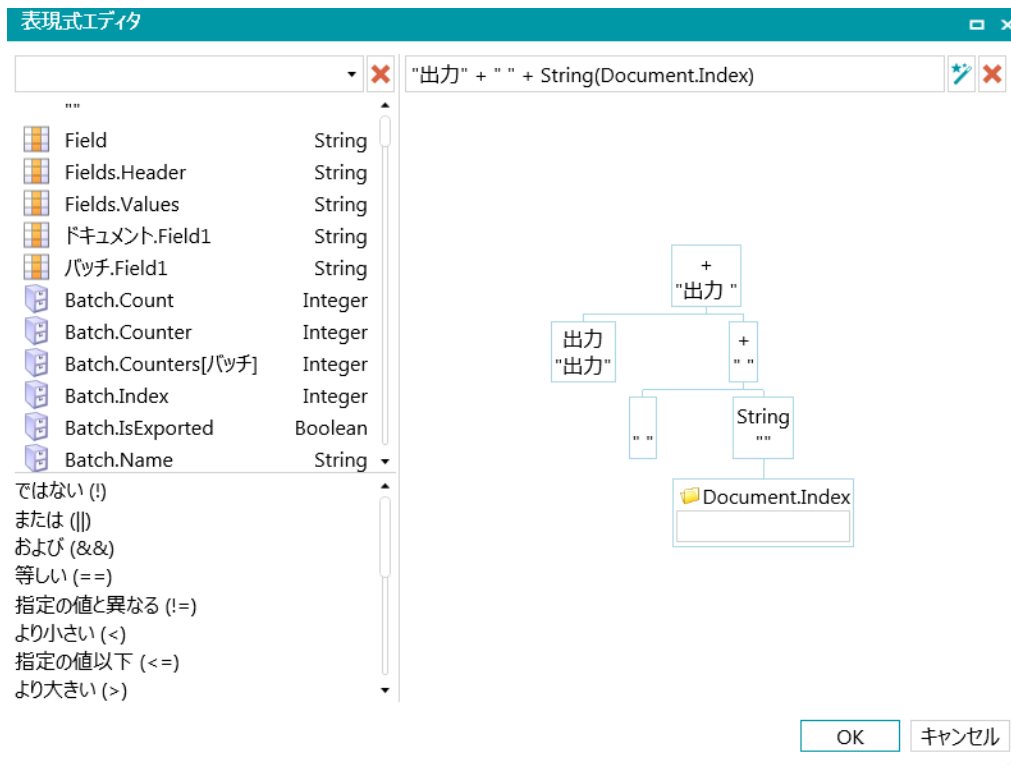 表現式エディタ
"出力" + " " + String(Document.Index)
""
Field String
Fields.Header String
Fields.Values String
ドキュメント.Field1 String
バッチ.Field1 String
Batch.Count Integer
Batch.Counter Integer
Batch.Counters[バッチ] Integer
Batch.Index Integer
Batch.IsExported Boolean
Batch.Name String
ではない (!)
または (||)
および (&&)
等しい (==)
指定の値と異なる (!=)
より小さい (<)
指定の値以下 (<=)
より大きい (>)
+
"出力 "
出力
"出力"
+
" "
" "
String
""
Document.Index
OK キャンセル